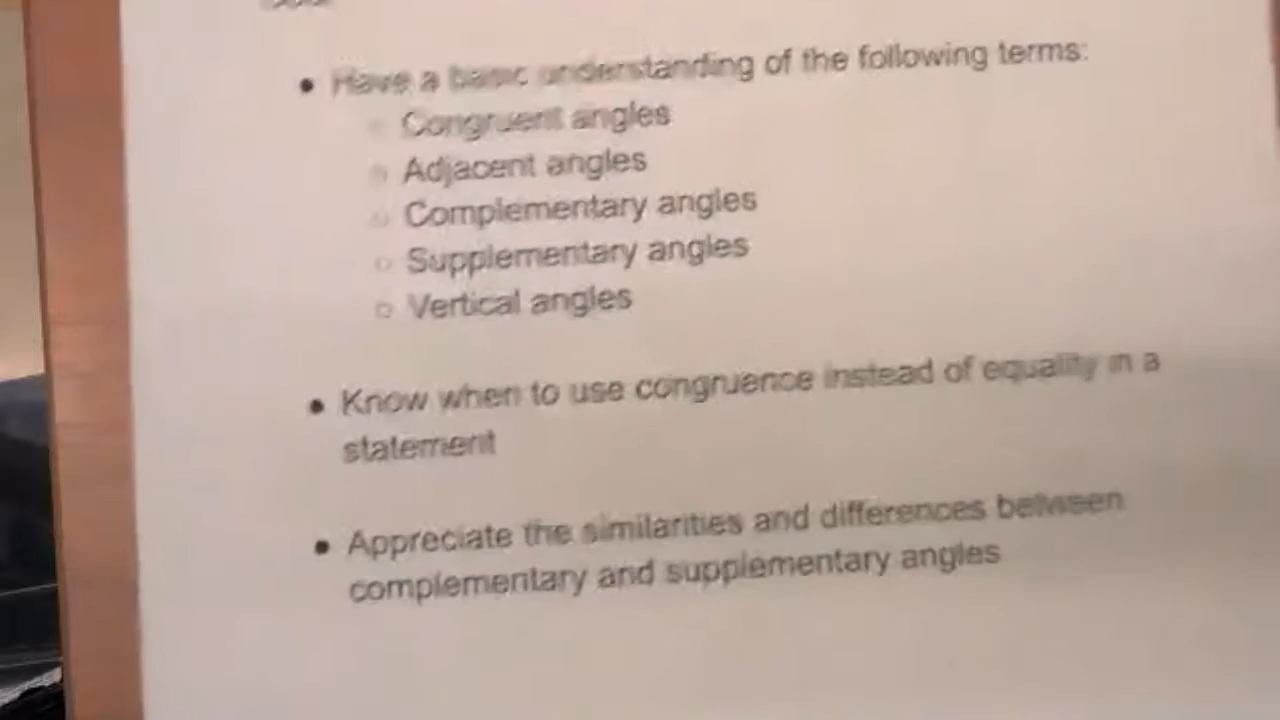 • Have a basic understanding of the following terms:
○ Congruent angles
○ Adjacent angles
○ Complementary angles
○ Supplementary angles
○ Vertical angles
• Know when to use congruence instead of equality in a
statement
• Appreciate the similarities and differences between
complementary and supplementary angles